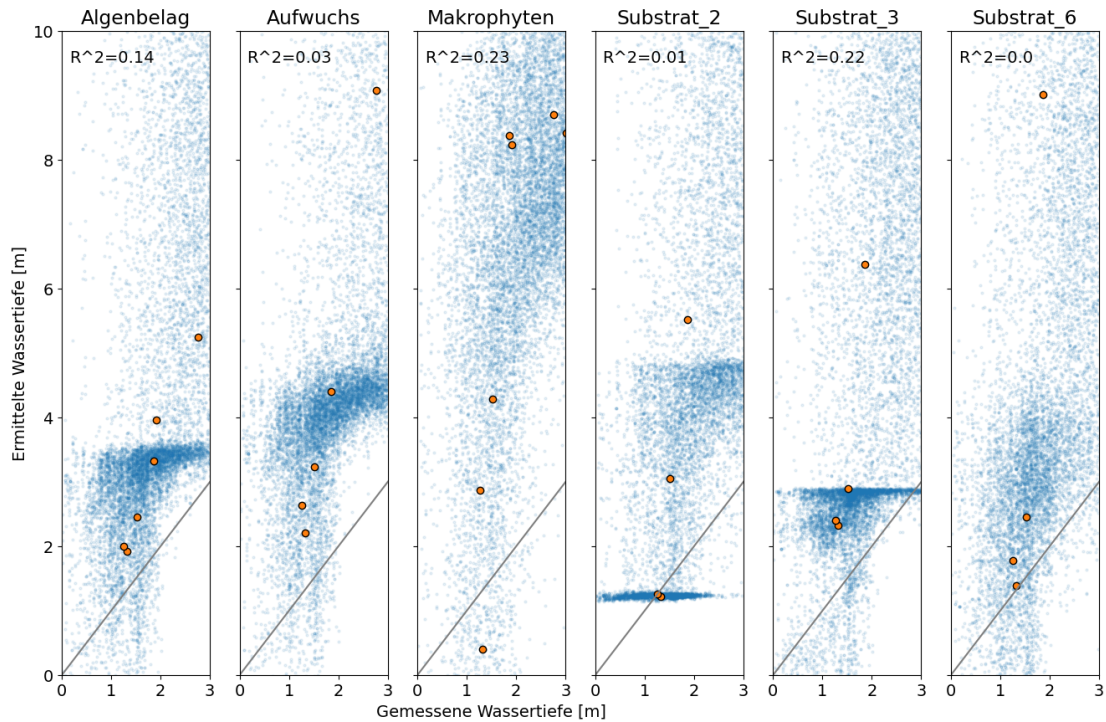 Algenbelag Aufwuchs Makrophyten Substrat_2 Substrat_3 Substrat_6
R^2=0.14 R^2=0.03 R^2=0.23 R^2=0.01 R^2=0.22 R^2=0.0
10
8
6
4
2
0
Ermittelte Wassertiefe [m]
0 1 2 3 0 1 2 3 0 1 2 3 0 1 2 3 0 1 2 3 0 1 2 3
Gemessene Wassertiefe [m]